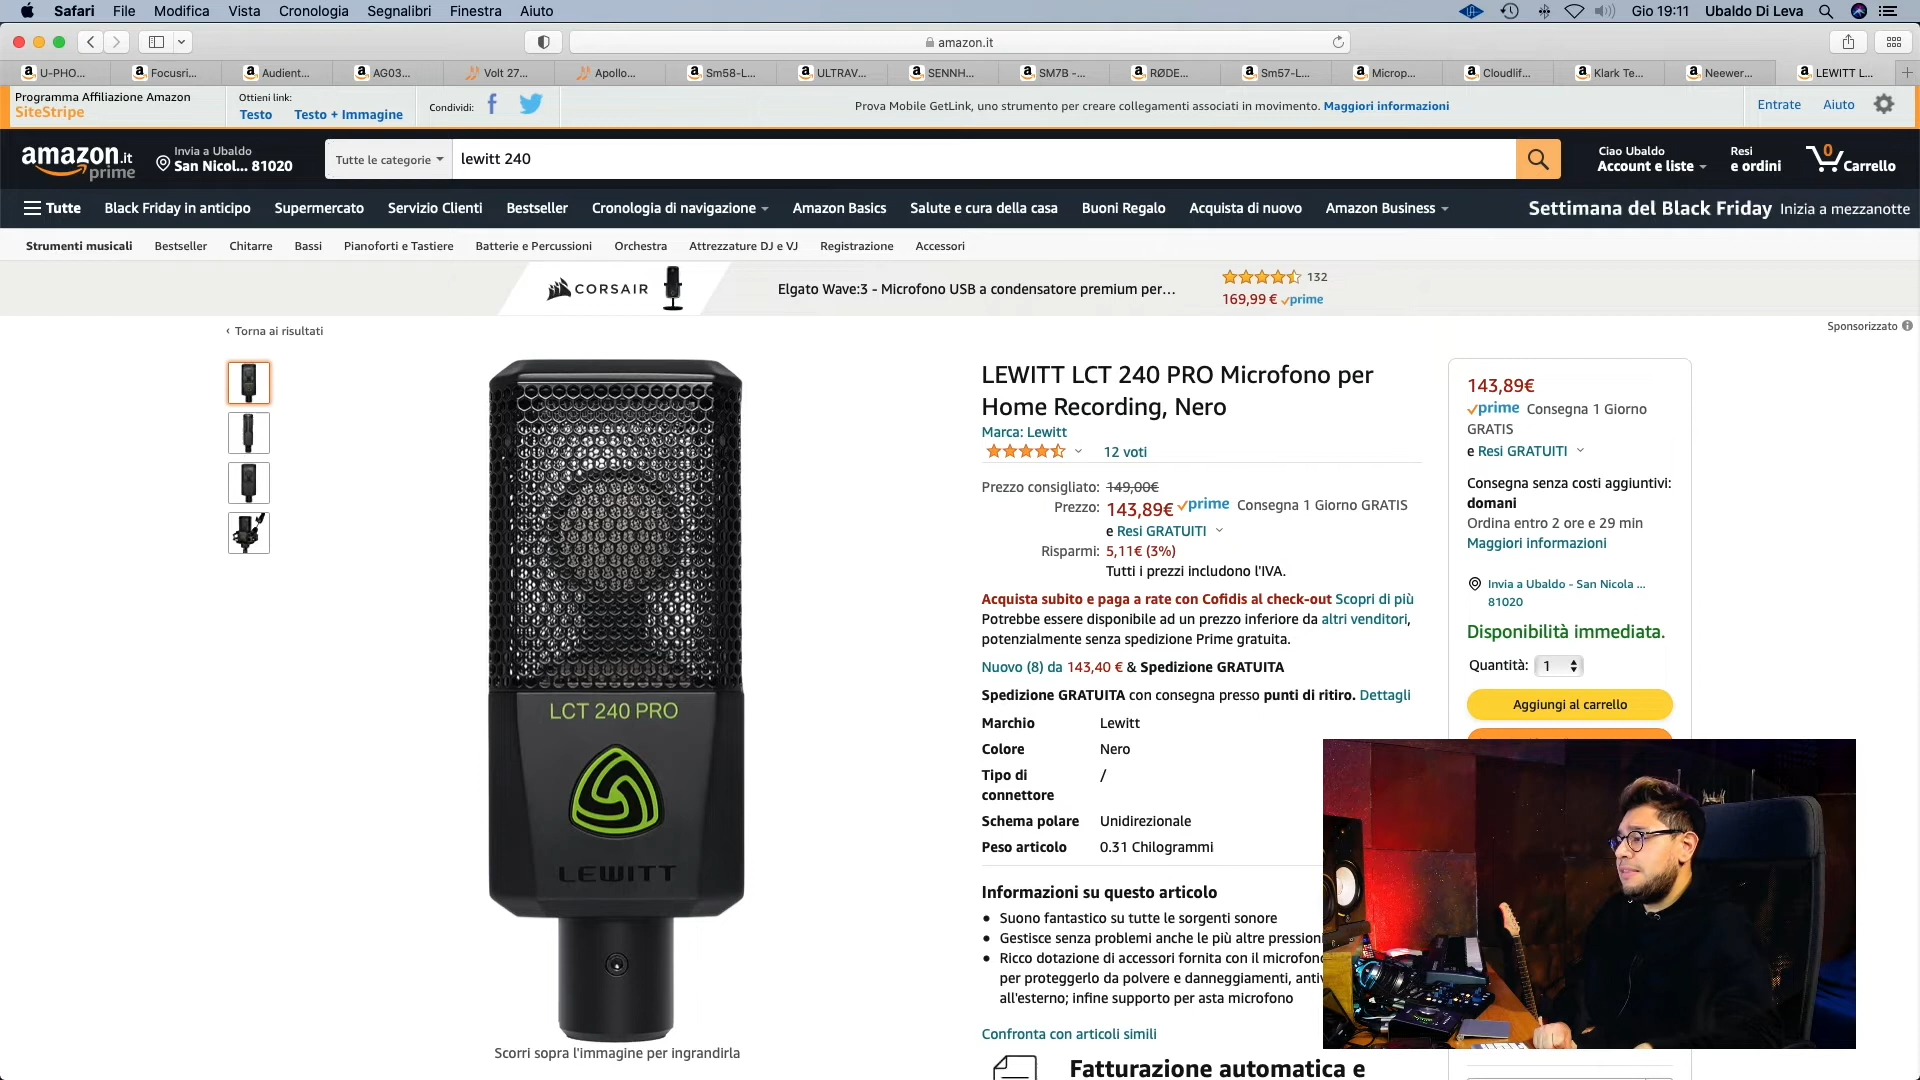 Safari File Modifica Vista Cronologia Segnalibri Finestra Aiuto Gio 19:11 Ubaldo Di Leva
amazon.it
U-PHO... Focusri... Audient... AG03... Volt 27... Apollo... Sm58-L... ULTRAV... SENNH... SM7B -... RØDE... Sm57-L... Microp... Cloudlif... Klark Te... Neewer... LEWITT L...
Programma Affiliazione Amazon
SiteStripe
Ottieni link:
Testo Testo + Immagine
Condividi:
Prova Mobile GetLink, uno strumento per creare collegamenti associati in movimento. Maggiori informazioni
Entrate Aiuto
amazon.it
prime
Invia a Ubaldo
San Nicol... 81020
Tutte le categorie
lewitt 240
Ciao Ubaldo
Account e liste
Resi
e ordini
0
Carrello
Tutte Black Friday in anticipo Supermercato Servizio Clienti Bestseller Cronologia di navigazione Amazon Basics Salute e cura della casa Buoni Regalo Acquista di nuovo Amazon Business
Settimana del Black Friday Inizia a mezzanotte
Strumenti musicali Bestseller Chitarre Bassi Pianoforti e Tastiere Batterie e Percussioni Orchestra Attrezzature DJ e VJ Registrazione Accessori
CORSAIR
Elgato Wave:3 - Microfono USB a condensatore premium per...
132
169,99 € prime
Sponsorizzato
‹ Torna ai risultati
LCT 240 PRO
LEWITT
Scorri sopra l'immagine per ingrandirla
LEWITT LCT 240 PRO Microfono per
Home Recording, Nero
Marca: Lewitt
12 voti
Prezzo consigliato: 149,00€
Prezzo: 143,89€ prime Consegna 1 Giorno GRATIS
e Resi GRATUITI
Risparmi: 5,11€ (3%)
Tutti i prezzi includono l'IVA.
Acquista subito e paga a rate con Cofidis al check-out Scopri di più
Potrebbe essere disponibile ad un prezzo inferiore da altri venditori,
potenzialmente senza spedizione Prime gratuita.
Nuovo (8) da 143,40 € & Spedizione GRATUITA
Spedizione GRATUITA con consegna presso punti di ritiro. Dettagli
Marchio Lewitt
Colore Nero
Tipo di /
connettore
Schema polare Unidirezionale
Peso articolo 0.31 Chilogrammi
Informazioni su questo articolo
Suono fantastico su tutte le sorgenti sonore
Gestisce senza problemi anche le più altre pression
Ricco dotazione di accessori fornita con il microfono
per proteggerlo da polvere e danneggiamenti, anti
all'esterno; infine supporto per asta microfono
Confronta con articoli simili
Fatturazione automatica e
143,89€
prime Consegna 1 Giorno
GRATIS
e Resi GRATUITI
Consegna senza costi aggiuntivi:
domani
Ordina entro 2 ore e 29 min
Maggiori informazioni
Invia a Ubaldo - San Nicola ...
81020
Disponibilità immediata.
Quantità: 1
Aggiungi al carrello